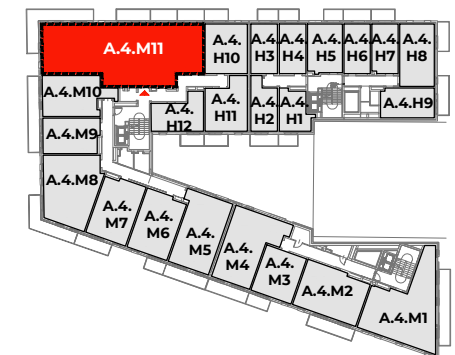 A.4.M11
A.4.
H10
A.4.
H3
A.4.
H4
A.4.
H5
A.4.
H6
A.4.
H7
A.4.
H8
A.4.M10
A.4.
H12
A.4.
H11
A.4.
H2
A.4.
H1
A.4.H9
A.4.M9
A.4.M8
A.4.
M7
A.4.
M6
A.4.
M5
A.4.
M4
A.4.
M3
A.4.M2
A.4.M1